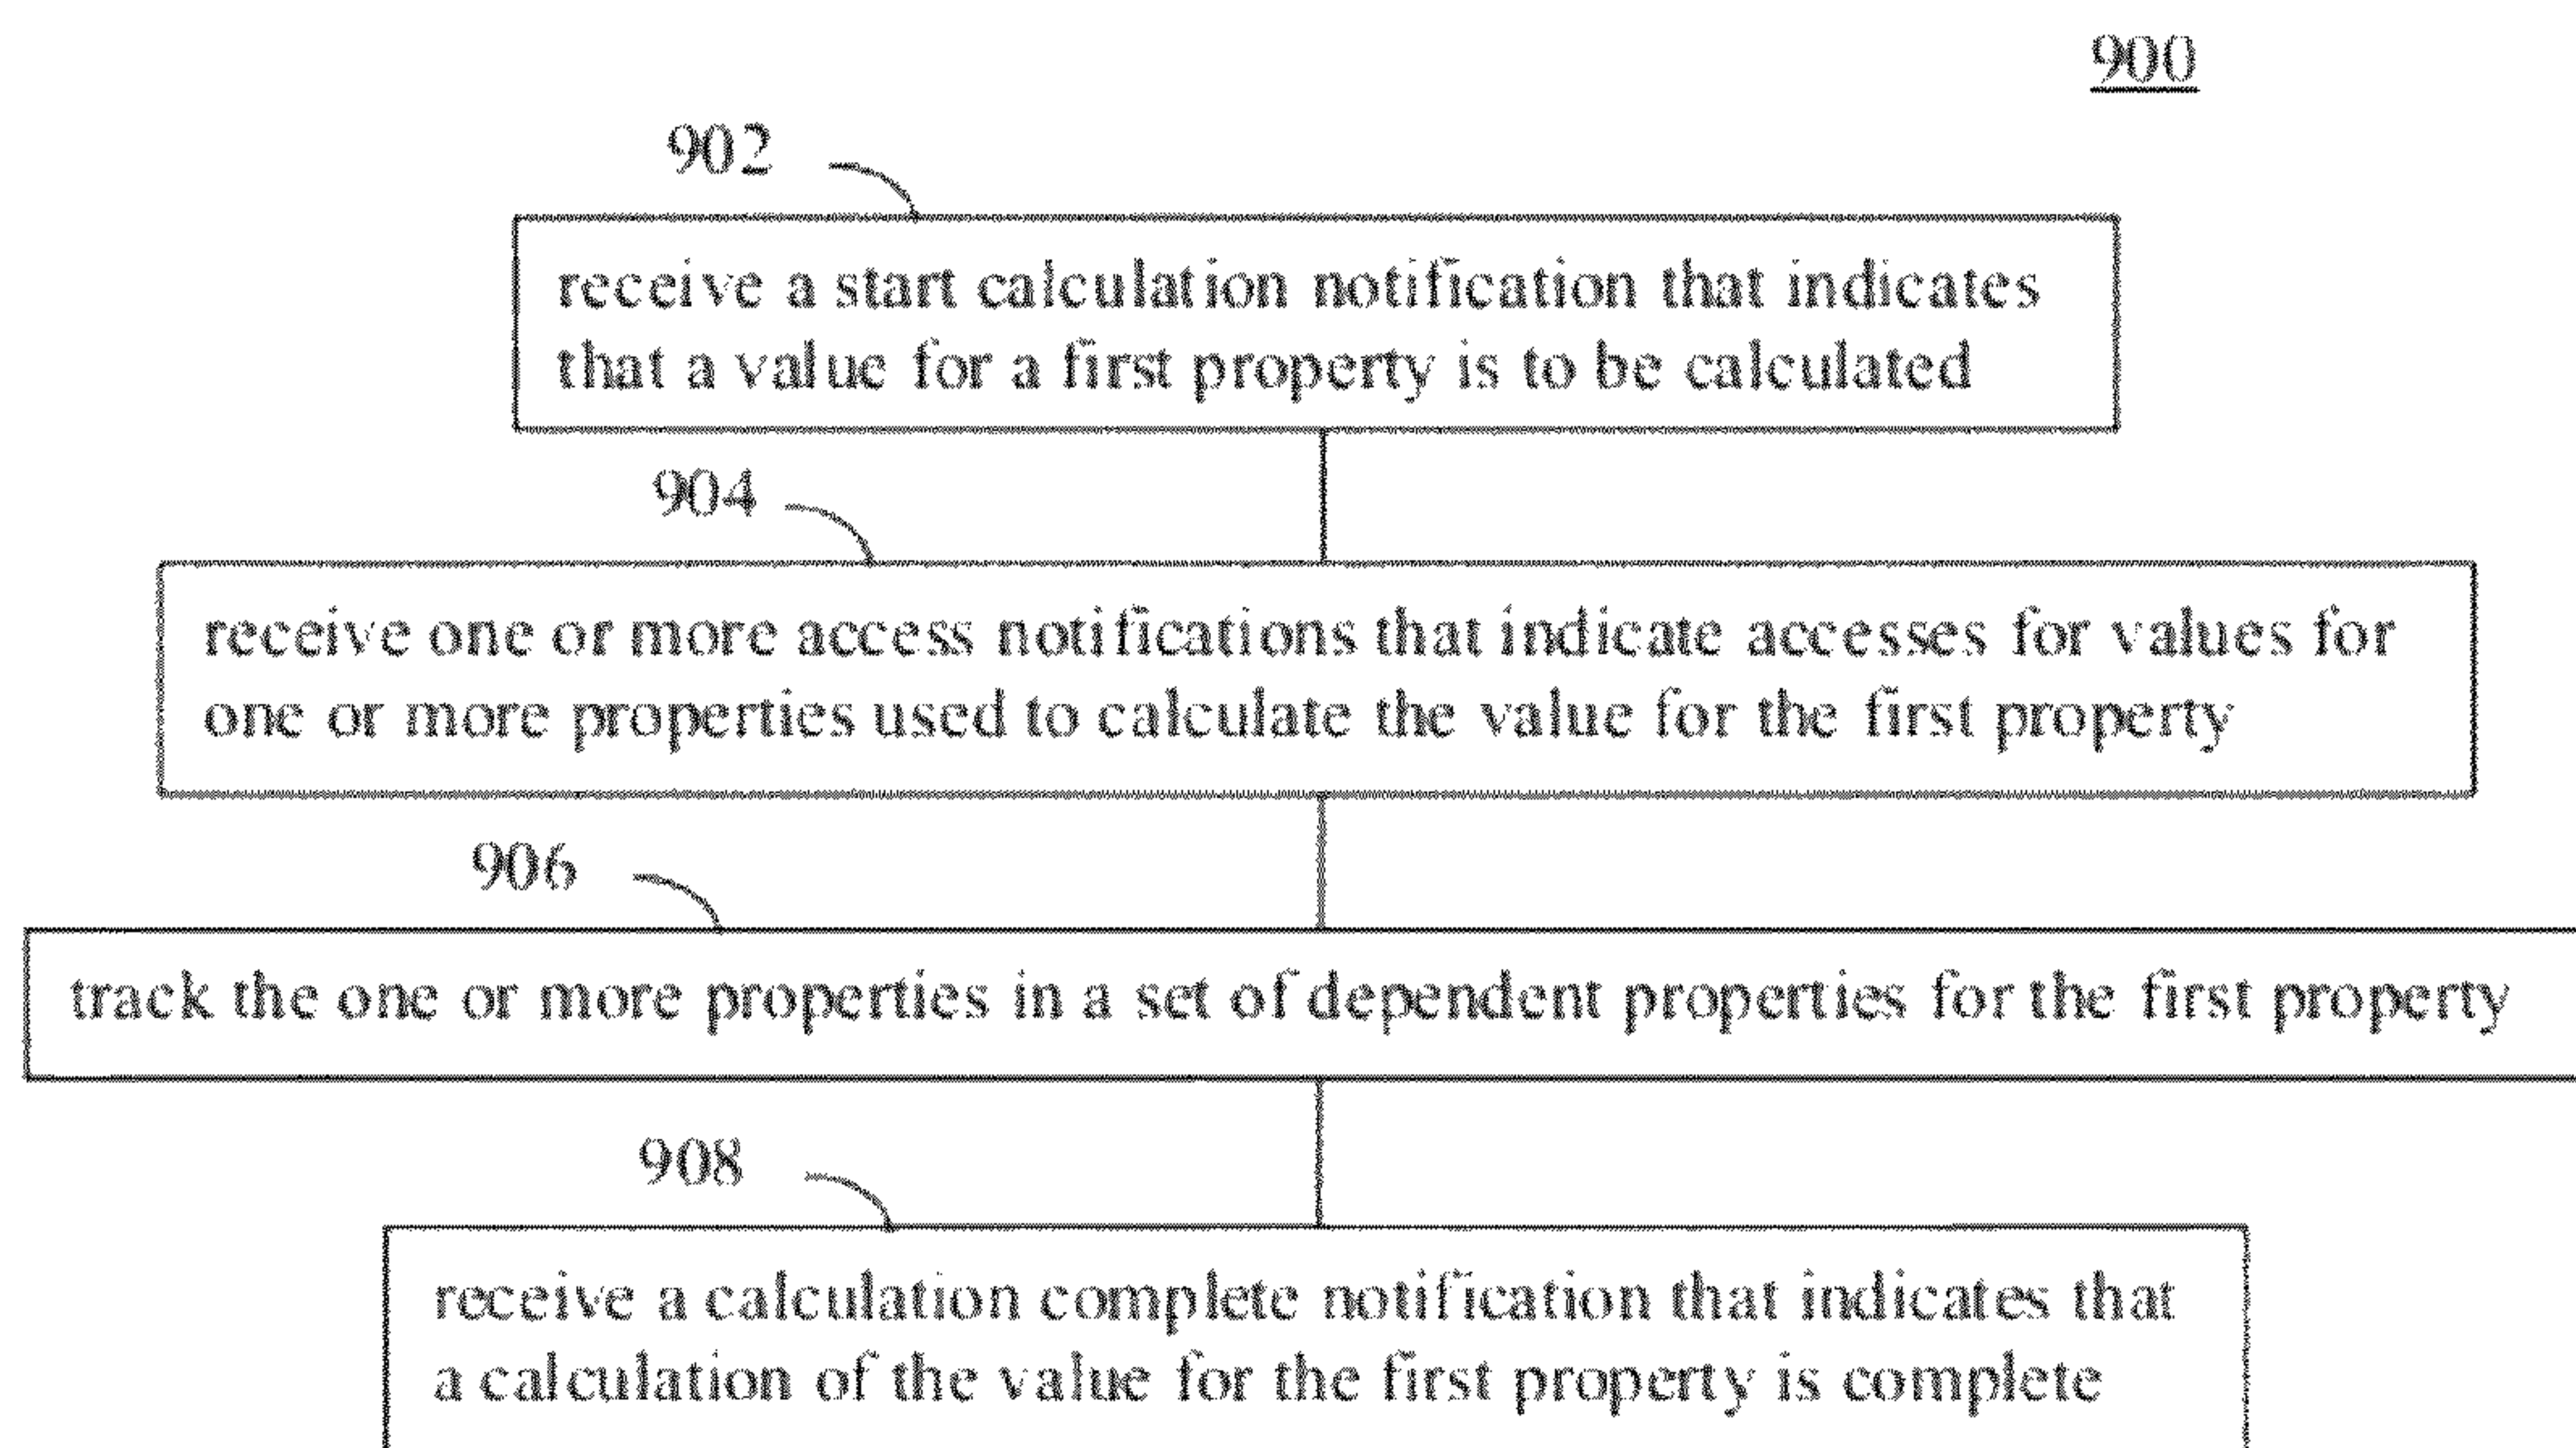 900
902
receive a start calculation notification that indicates
that a value for a first property is to be calculated
904
receive one or more access notifications that indicate accesses for values for
one or more properties used to calculate the value for the first property
906
track the one or more properties in a set of dependent properties for the first property
908
receive a calculation complete notification that indicates that
a calculation of the value for the first property is complete